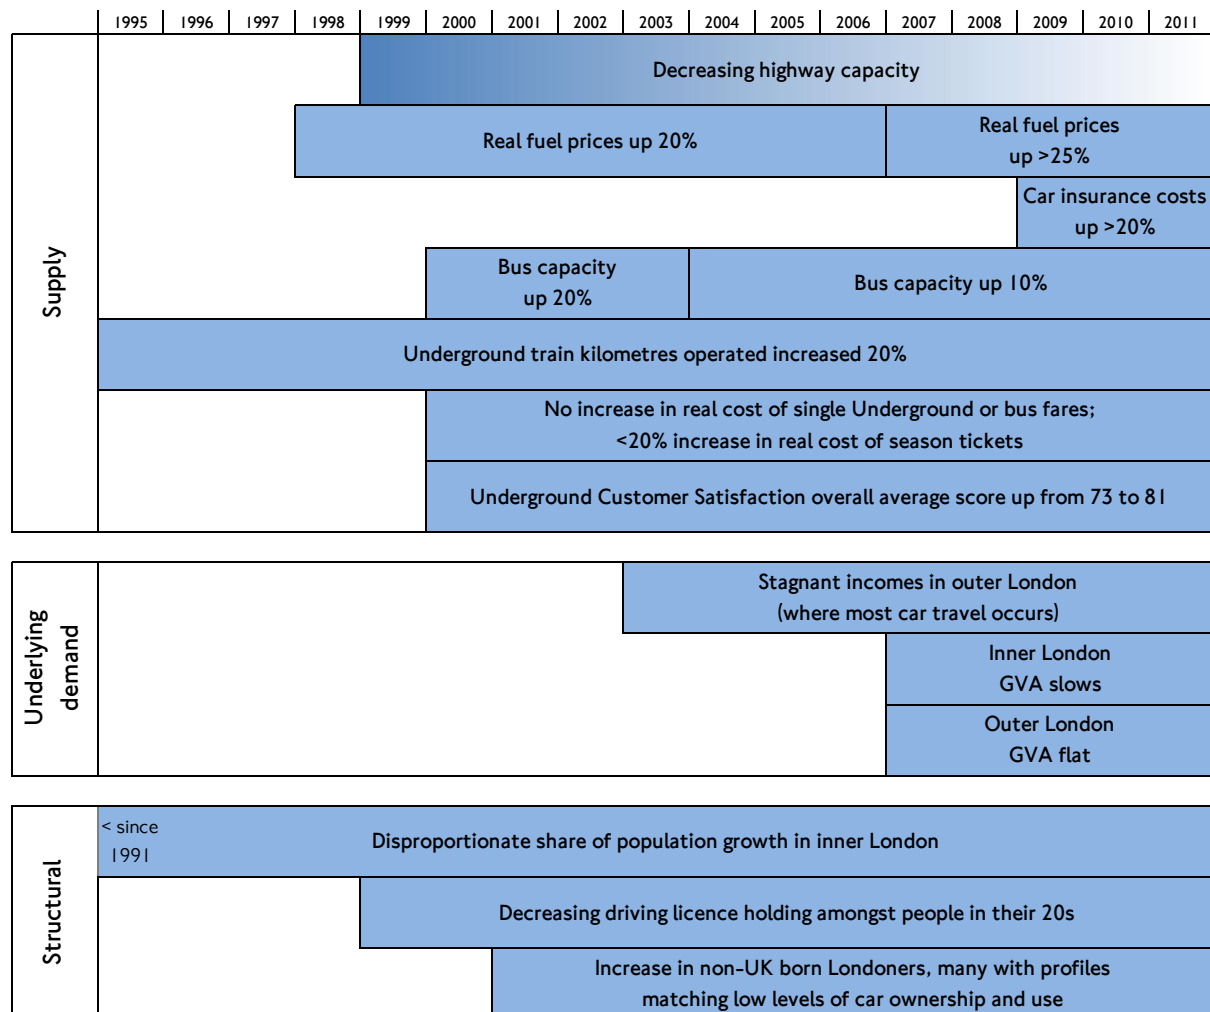 1995 1996 1997 1998 1999 2000 2001 2002 2003 2004 2005 2006 2007 2008 2009 2010 2011
Supply
Decreasing highway capacity
Real fuel prices up 20%
Real fuel prices
up >25%
Car insurance costs
up >20%
Bus capacity
up 20%
Bus capacity up 10%
Underground train kilometres operated increased 20%
No increase in real cost of single Underground or bus fares;
<20% increase in real cost of season tickets
Underground Customer Satisfaction overall average score up from 73 to 81
Underlying
demand
Stagnant incomes in outer London
(where most car travel occurs)
Inner London
GVA slows
Outer London
GVA flat
Structural
< since
1991
Disproportionate share of population growth in inner London
Decreasing driving licence holding amongst people in their 20s
Increase in non-UK born Londoners, many with profiles
matching low levels of car ownership and use